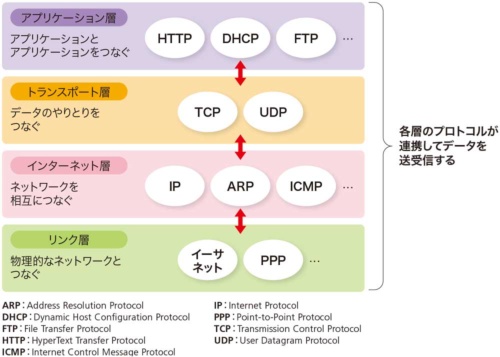 アプリケーション層
アプリケーションと
アプリケーションをつなぐ
HTTP
DHCP
FTP
…
トランスポート層
データのやりとりを
つなぐ
TCP
UDP
インターネット層
ネットワークを
相互につなぐ
IP
ARP
ICMP
…
リンク層
物理的なネットワークと
つなぐ
イーサ
ネット
PPP
…
各層のプロトコルが
連携してデータを
送受信する
ARP：Address Resolution Protocol
DHCP：Dynamic Host Configuration Protocol
FTP：File Transfer Protocol
HTTP：HyperText Transfer Protocol
ICMP：Internet Control Message Protocol
IP：Internet Protocol
PPP：Point-to-Point Protocol
TCP：Transmission Control Protocol
UDP：User Datagram Protocol